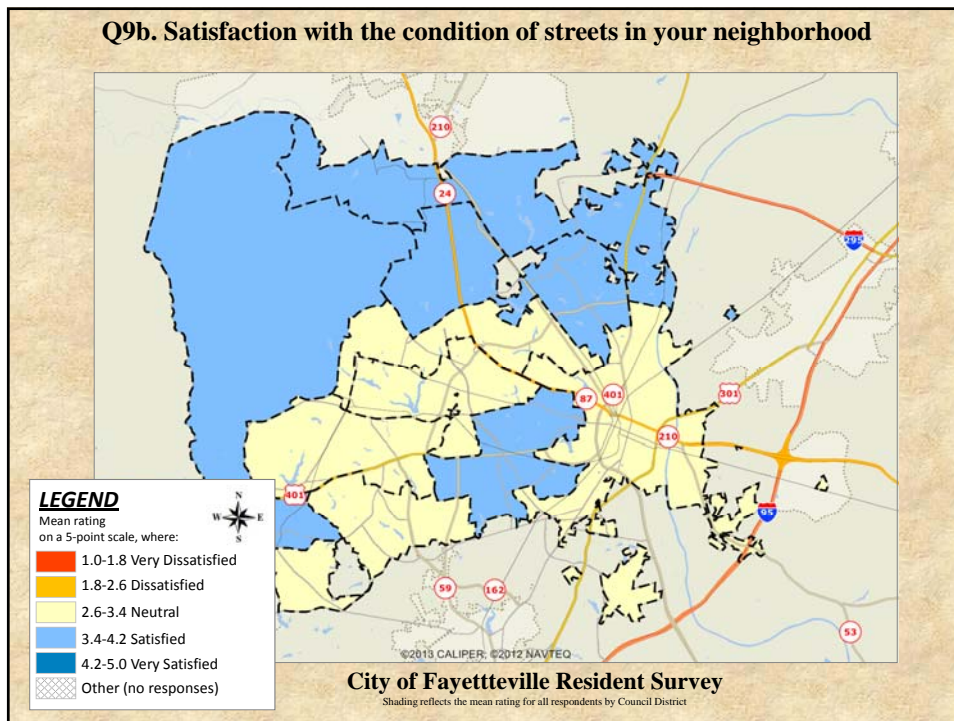 Q9b. Satisfaction with the condition of streets in your neighborhood
210
24
295
301
87
401
210
401
95
59
162
53
LEGEND
Mean rating
on a 5-point scale, where:
N
W E
S
1.0-1.8 Very Dissatisfied
1.8-2.6 Dissatisfied
2.6-3.4 Neutral
3.4-4.2 Satisfied
4.2-5.0 Very Satisfied
Other (no responses)
©2013 CALIPER; ©2012 NAVTEQ
City of Fayettteville Resident Survey
Shading reflects the mean rating for all respondents by Council District